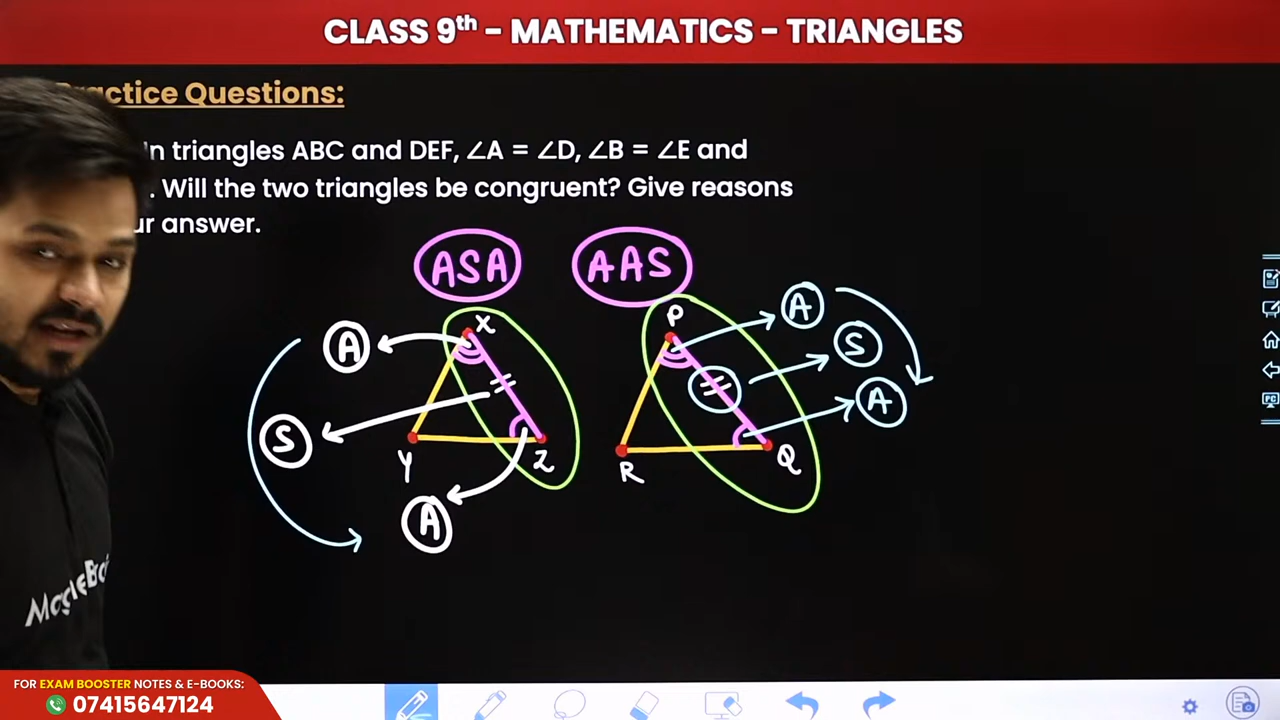 CLASS 9th - MATHEMATICS - TRIANGLES
Questions:
In triangles ABC and DEF, ∠A = ∠D, ∠B = ∠E and
. Will the two triangles be congruent? Give reasons
answer.
ASA AAS
X P
A A
S
A
S
Y Z R Q
A
FOR EXAM BOOSTER NOTES & E-BOOKS:
07415647124